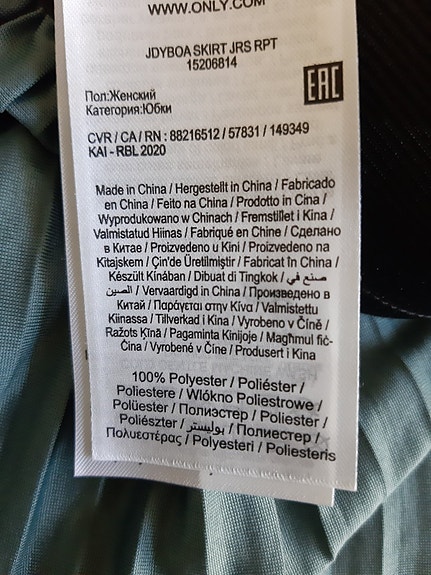 WWW.ONLY.COM
JDYBOA SKIRT JRS RPT
15206814
EAC
Пол:Женский
Категория:Юбки
CVR / CA / RN : 88216512 / 57831 / 149349
KAI - RBL 2020
Made in China / Hergestellt in China / Fabricado
en China / Feito na China / Prodotto in Cina /
Wyprodukowano w Chinach / Fremstillet i Kina /
Valmistatud Hiinas / Fabriqué en Chine / Сделано
в Китае / Proizvedeno u Kini / Proizvedeno na
Kitajskem / Çin'de Üretilmiştir / Fabricat în China /
Készült Kínában / Dibuat di Tingkok / صنع في
الصين / Vervaardigd in China / Произведено в
Китай / Παράγεται στην Κίνα / Valmistettu
Kiinassa / Tillverkad i Kina / Vyrobeno v Číně /
Ražots Ķīnā / Pagaminta Kinijoje / Magħmul fiċ-
Ċina / Vyrobené v Číne / Produsert i Kina
100% Polyester / Poliéster /
Poliestere / Włókno Poliestrowe /
Polüester / Полиэстер / Poliester /
Poliészter / بوليستر / Полиестер /
Πολυεστέρας / Polyesteri / Poliesteris